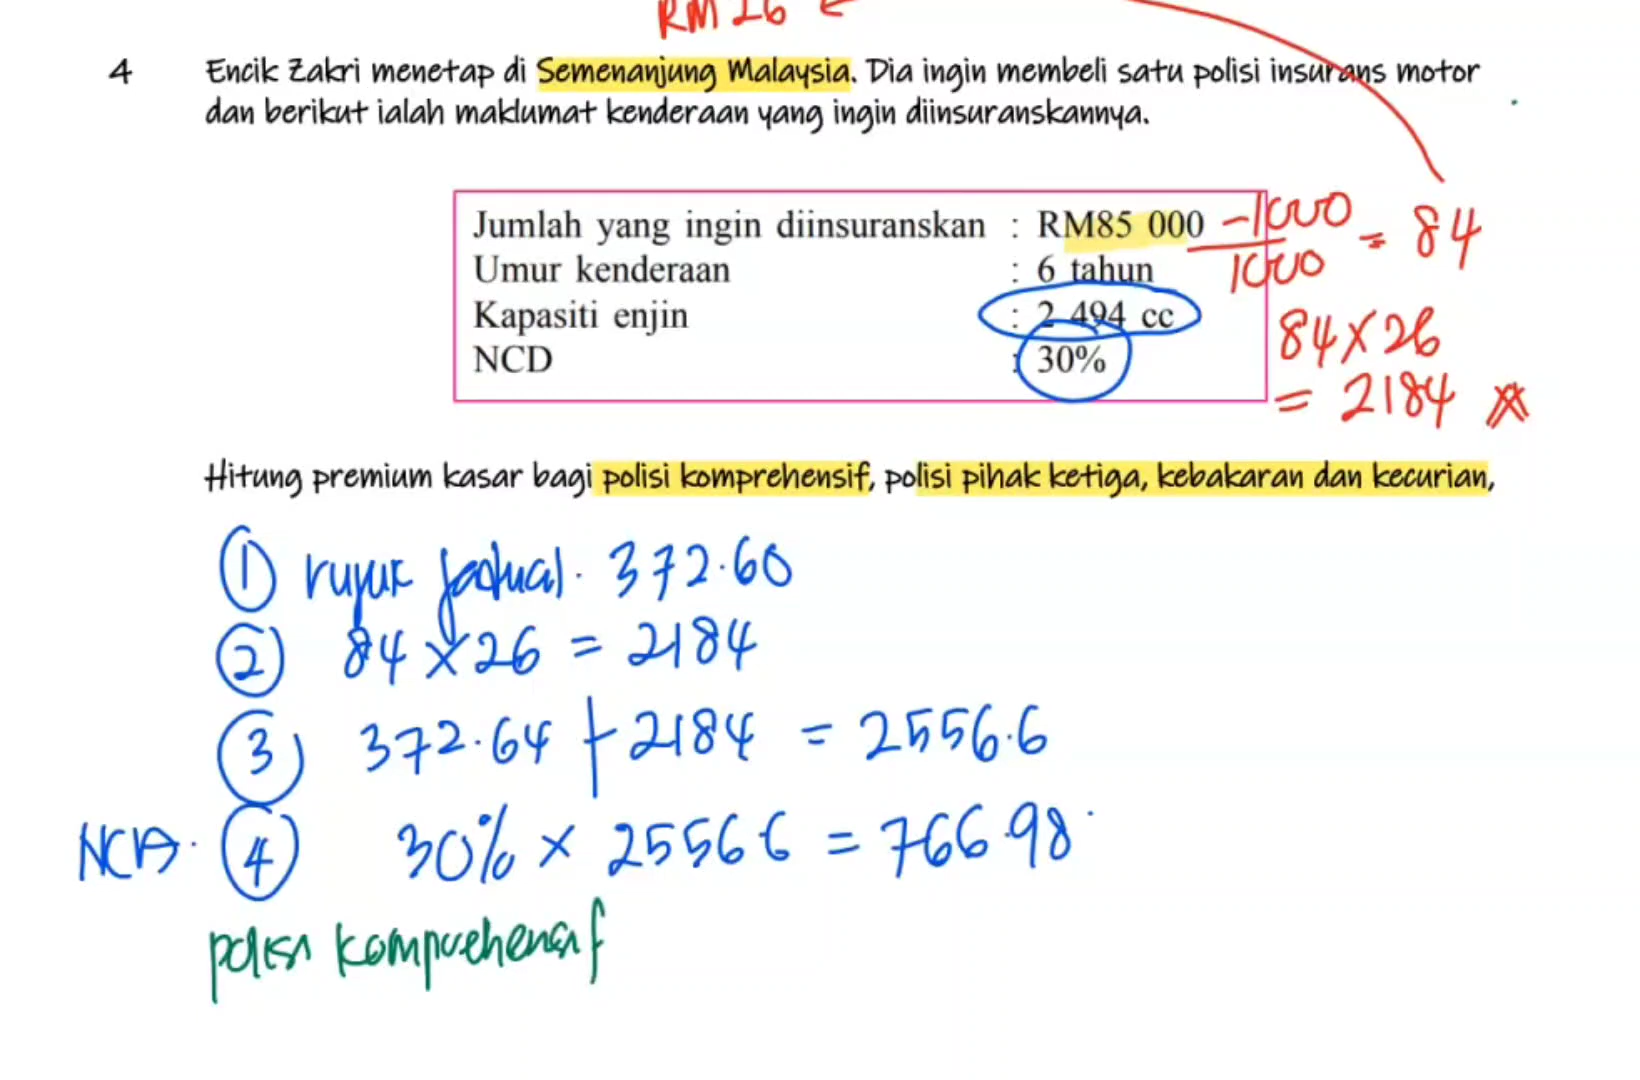 RM 26
4 Encik Zakri menetap di Semenanjung Malaysia. Dia ingin membeli satu polisi insurans motor
dan berikut ialah maklumat kenderaan yang ingin diinsuranskannya.
Jumlah yang ingin diinsuranskan : RM85 000 -1000 = 84
Umur kenderaan : 6 tahun 1000
Kapasiti enjin : 2 494 cc 84 x 26
NCD : 30% = 2184
Hitung premium kasar bagi polisi komprehensif, polisi pihak ketiga, kebakaran dan kecurian,
① rujuk jadual. 372.60
② 84 x 26 = 2184
③ 372.64 + 2184 = 2556.6
NCD. ④ 30% x 2556 6 = 766.98
polisi komprehensif